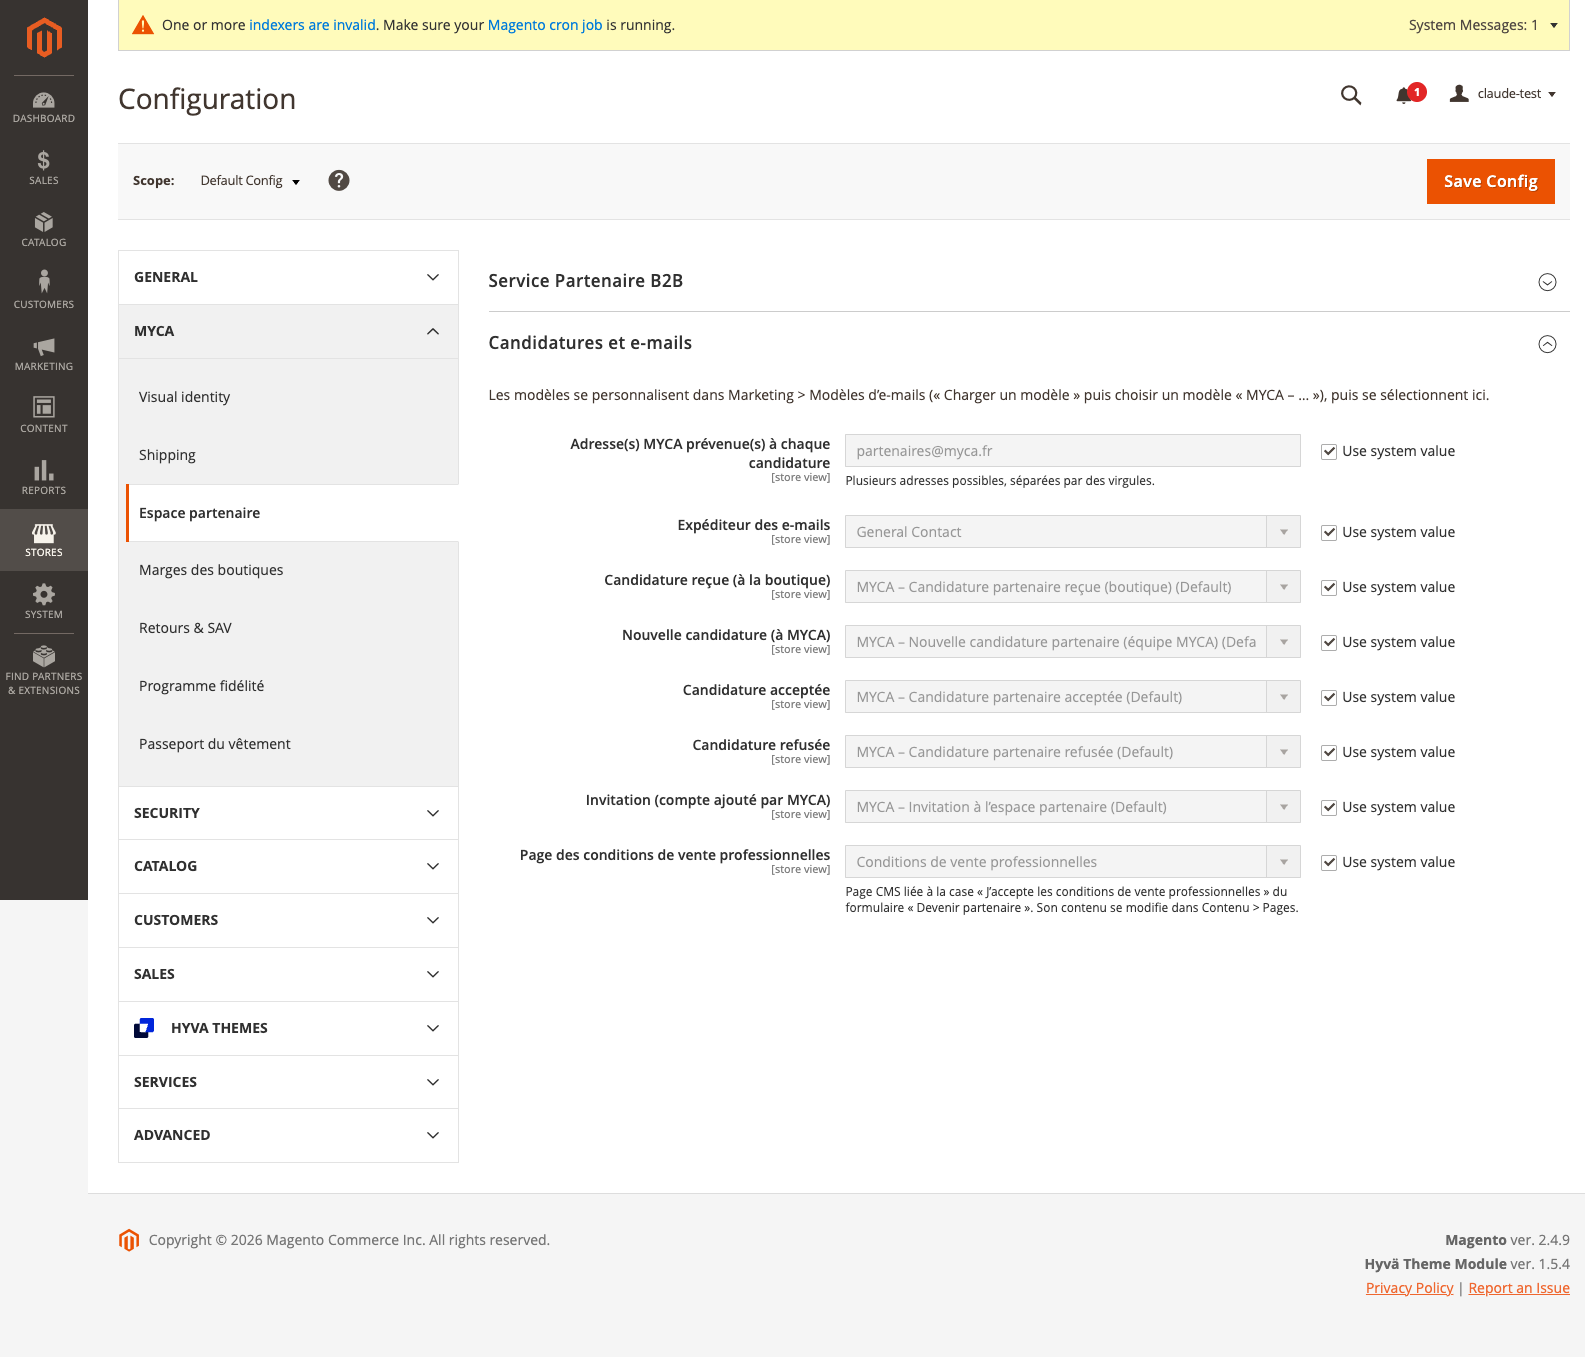 One or more indexers are invalid. Make sure your Magento cron job is running.
System Messages: 1
Configuration
1
claude-test
Scope:
Default Config
?
Save Config
DASHBOARD
SALES
CATALOG
CUSTOMERS
MARKETING
CONTENT
REPORTS
STORES
SYSTEM
FIND PARTNERS
& EXTENSIONS
GENERAL
MYCA
Visual identity
Shipping
Espace partenaire
Marges des boutiques
Retours & SAV
Programme fidélité
Passeport du vêtement
SECURITY
CATALOG
CUSTOMERS
SALES
HYVA THEMES
SERVICES
ADVANCED
Service Partenaire B2B
Candidatures et e-mails
Les modèles se personnalisent dans Marketing > Modèles d’e-mails (« Charger un modèle » puis choisir un modèle « MYCA – … »), puis se sélectionnent ici.
Adresse(s) MYCA prévenue(s) à chaque
candidature
[store view]
partenaires@myca.fr
Use system value
Plusieurs adresses possibles, séparées par des virgules.
Expéditeur des e-mails
[store view]
General Contact
Use system value
Candidature reçue (à la boutique)
[store view]
MYCA – Candidature partenaire reçue (boutique) (Default)
Use system value
Nouvelle candidature (à MYCA)
[store view]
MYCA – Nouvelle candidature partenaire (équipe MYCA) (Defa
Use system value
Candidature acceptée
[store view]
MYCA – Candidature partenaire acceptée (Default)
Use system value
Candidature refusée
[store view]
MYCA – Candidature partenaire refusée (Default)
Use system value
Invitation (compte ajouté par MYCA)
[store view]
MYCA – Invitation à l’espace partenaire (Default)
Use system value
Page des conditions de vente professionnelles
[store view]
Conditions de vente professionnelles
Use system value
Page CMS liée à la case « J’accepte les conditions de vente professionnelles » du
formulaire « Devenir partenaire ». Son contenu se modifie dans Contenu > Pages.
Copyright © 2026 Magento Commerce Inc. All rights reserved.
Magento ver. 2.4.9
Hyvä Theme Module ver. 1.5.4
Privacy Policy | Report an Issue